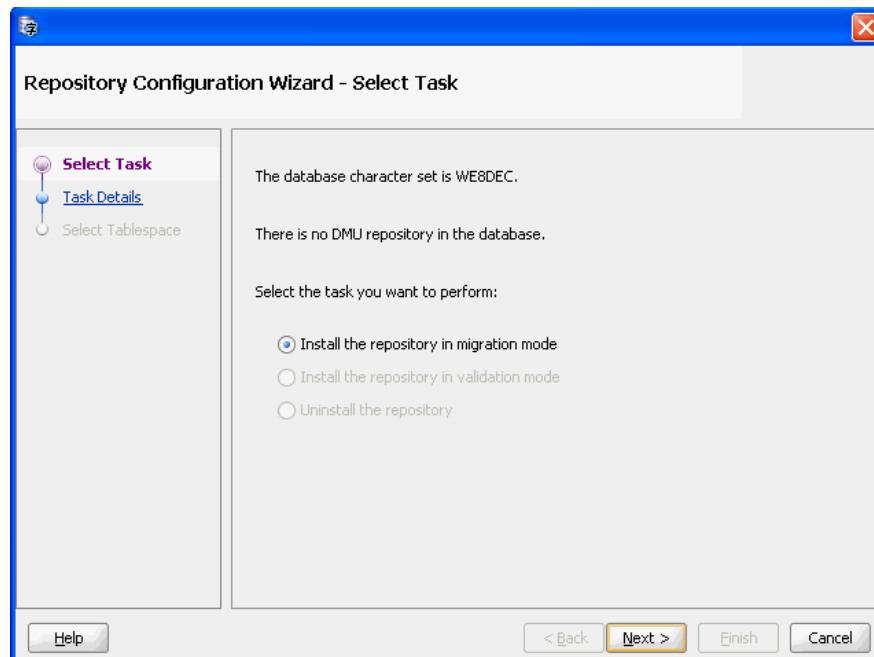 Repository Configuration Wizard - Select Task
Select Task
Task Details
Select Tablespace
The database character set is WE8DEC.
There is no DMU repository in the database.
Select the task you want to perform:
Install the repository in migration mode
Install the repository in validation mode
Uninstall the repository
Help
< Back
Next >
Finish
Cancel